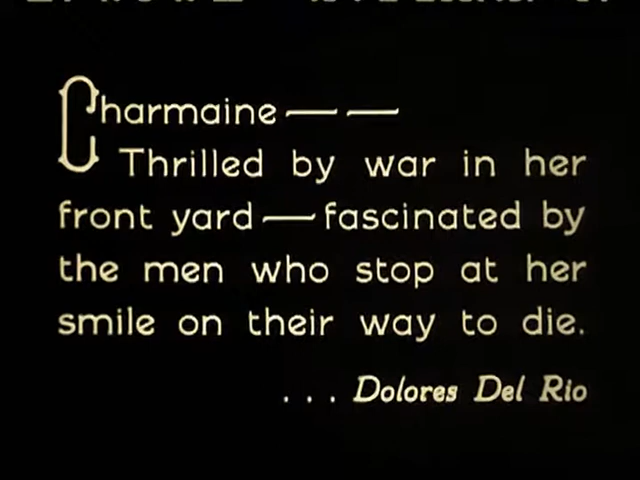 Charmaine — —
Thrilled by war in her
front yard — fascinated by
the men who stop at her
smile on their way to die.
. . . Dolores Del Rio